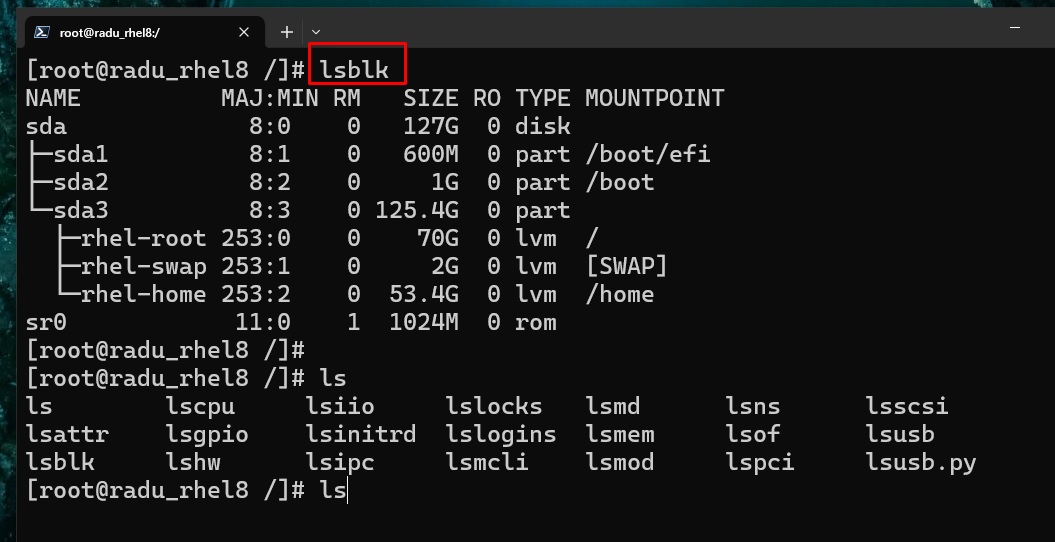 root@radu_rhel8:/
[root@radu_rhel8 /]# lsblk
NAME          MAJ:MIN RM   SIZE RO TYPE MOUNTPOINT
sda             8:0    0   127G  0 disk
├─sda1          8:1    0   600M  0 part /boot/efi
├─sda2          8:2    0     1G  0 part /boot
└─sda3          8:3    0 125.4G  0 part
  ├─rhel-root 253:0    0    70G  0 lvm  /
  ├─rhel-swap 253:1    0     2G  0 lvm  [SWAP]
  └─rhel-home 253:2    0  53.4G  0 lvm  /home
sr0            11:0    1  1024M  0 rom
[root@radu_rhel8 /]#
[root@radu_rhel8 /]# ls
ls        lscpu     lsiio     lslocks   lsmd      lsns      lsscsi
lsattr    lsgpio    lsinitrd  lslogins  lsmem     lsof      lsusb
lsblk     lshw      lsipc     lsmcli    lsmod     lspci     lsusb.py
[root@radu_rhel8 /]# ls